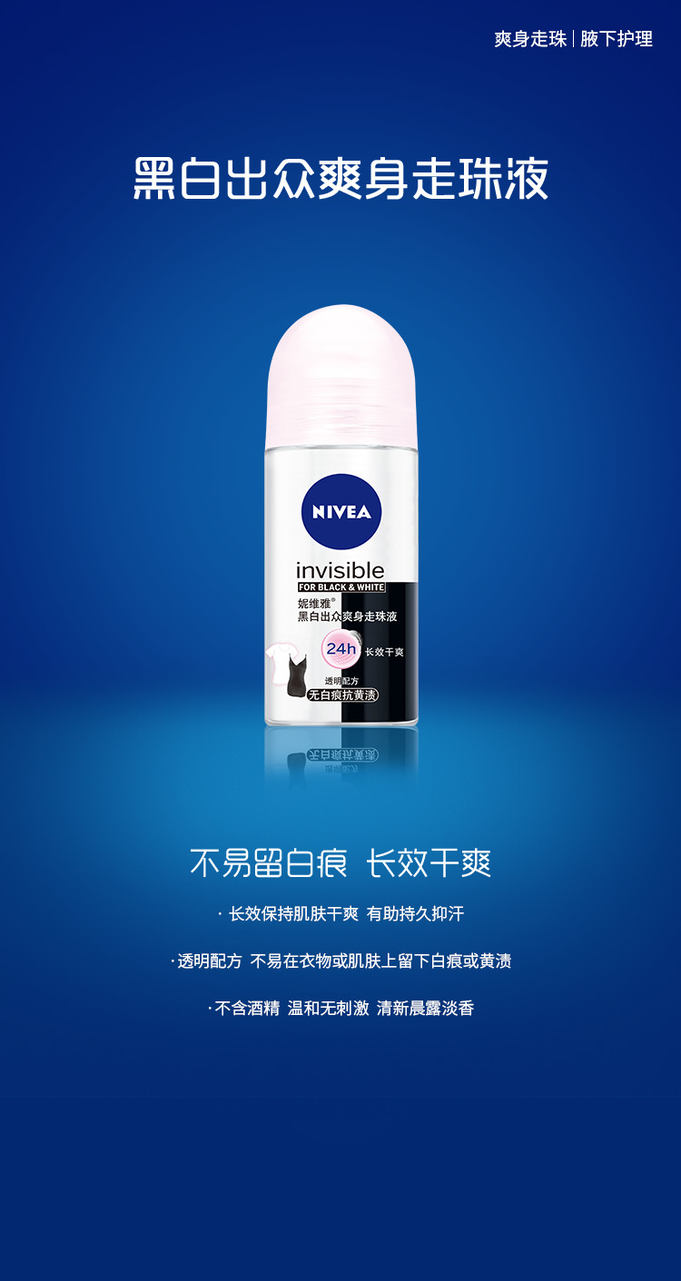 爽身走珠|腋下护理
黑白出众爽身走珠液
NIVEA
invisible
FOR BLACK & WHITE
妮维雅®
黑白出众爽身走珠液
24h 长效干爽
透明配方
无白痕抗黄渍
不易留白痕 长效干爽
· 长效保持肌肤干爽 有助持久抑汗
·透明配方 不易在衣物或肌肤上留下白痕或黄渍
·不含酒精 温和无刺激 清新晨露淡香